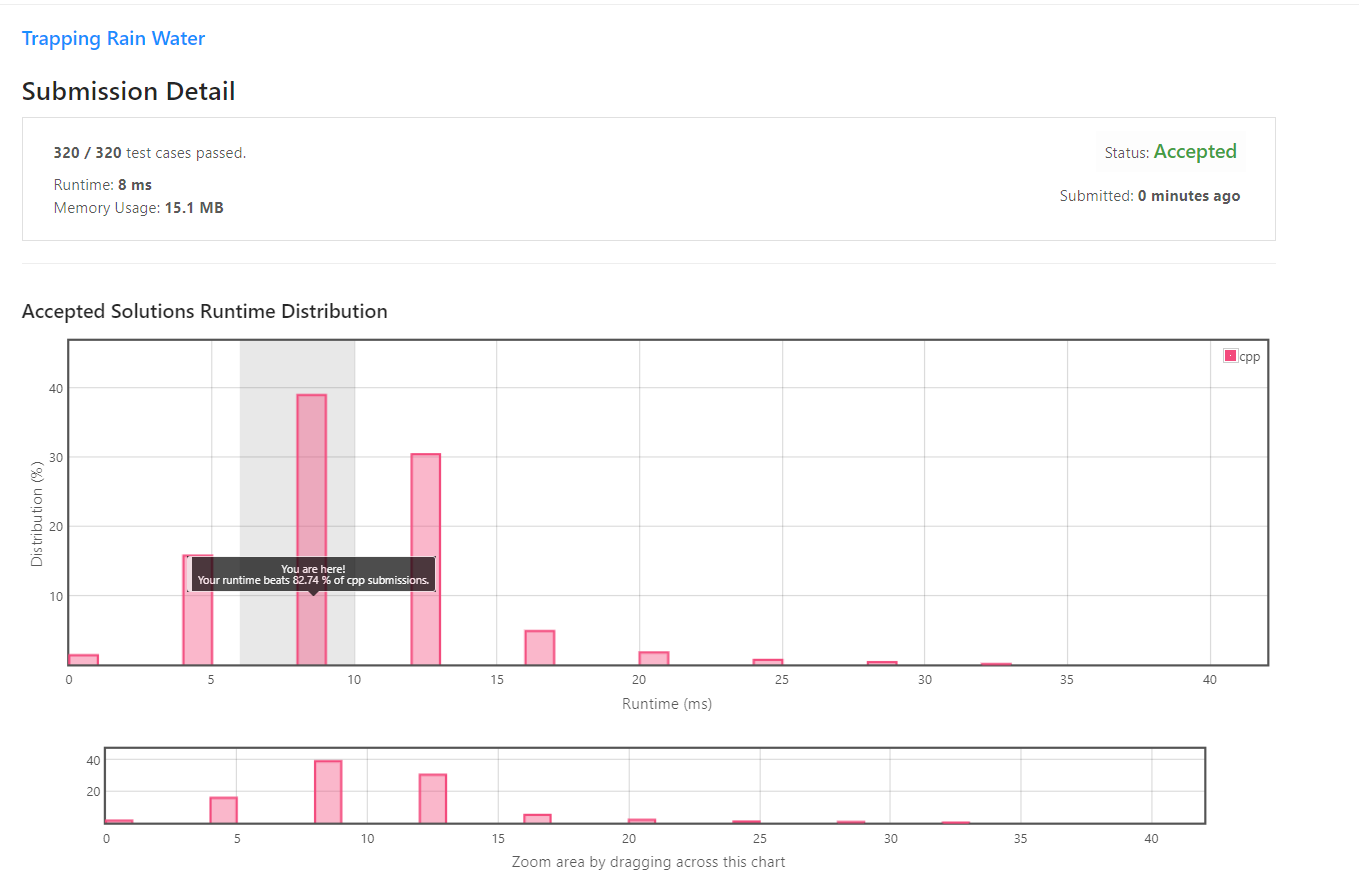 Trapping Rain Water
Submission Detail
320 / 320 test cases passed.
Status: Accepted
Runtime: 8 ms
Submitted: 0 minutes ago
Memory Usage: 15.1 MB
Accepted Solutions Runtime Distribution
cpp
40
30
20
10
Distribution (%)
You are here!
Your runtime beats 82.74 % of cpp submissions.
0 5 10 15 20 25 30 35 40
Runtime (ms)
40
20
0 5 10 15 20 25 30 35 40
Zoom area by dragging across this chart